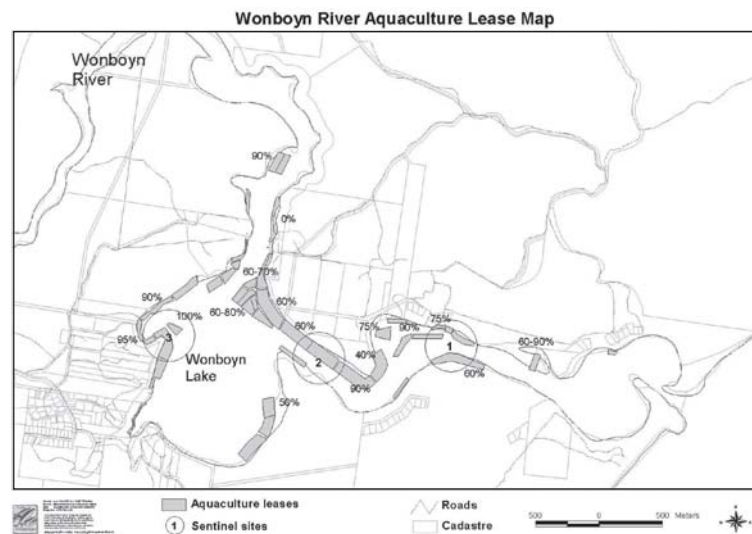 Wonboyn River Aquaculture Lease Map
Wonboyn
River
90%
0%
60-70%
90%
60%
100%
60-80%
60%
75%
90%
75%
95%
3
60-90%
Wonboyn
Lake
2
40%
1
60%
90%
50%
Aquaculture leases
1 Sentinel sites
Roads
Cadastre
500 0 500 Meters